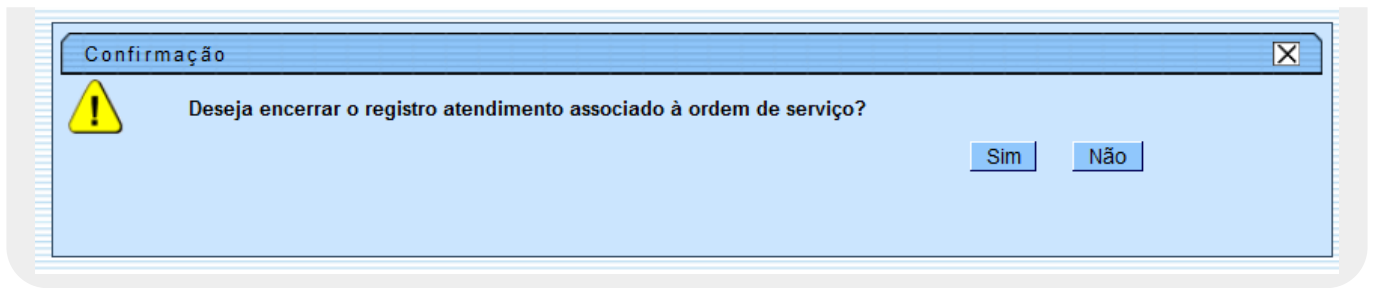 Confirmação
Deseja encerrar o registro atendimento associado à ordem de serviço?
Sim Não